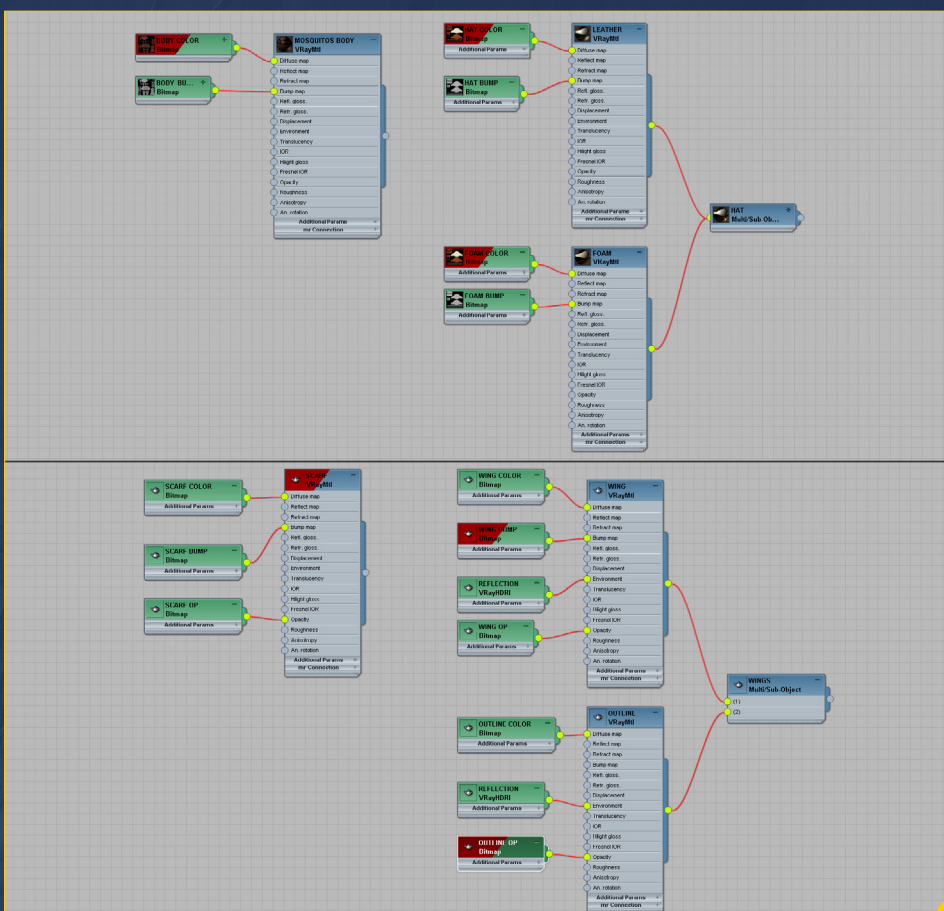 BODY COLOR
Bitmap
BODY BU...
Bitmap
MOSQUITOS BODY
VRayMtl
Diffuse map
Reflect map
Refract map
Bump map
Refl. gloss.
Refr. gloss.
Displacement
Environment
Translucency
IOR
Hilight gloss
Fresnel IOR
Opacity
Roughness
Anisotropy
An. rotation
Additional Params
mr Connection
HAT COLOR
Bitmap
Additional Params
HAT BUMP
Bitmap
Additional Params
LEATHER
VRayMtl
Diffuse map
Reflect map
Refract map
Bump map
Refl. gloss.
Refr. gloss.
Displacement
Environment
Translucency
IOR
Hilight gloss
Fresnel IOR
Opacity
Roughness
Anisotropy
An. rotation
Additional Params
mr Connection
HAT
Multi/Sub-Ob...
FOAM COLOR
Bitmap
Additional Params
FOAM BUMP
Bitmap
Additional Params
FOAM
VRayMtl
Diffuse map
Reflect map
Refract map
Bump map
Refl. gloss.
Refr. gloss.
Displacement
Environment
Translucency
IOR
Hilight gloss
Fresnel IOR
Opacity
Roughness
Anisotropy
An. rotation
Additional Params
mr Connection
SCARF COLOR
Bitmap
Additional Params
SCARF BUMP
Bitmap
Additional Params
SCARF OP
Bitmap
Additional Params
SCARF
VRayMtl
Diffuse map
Reflect map
Refract map
Bump map
Refl. gloss.
Refr. gloss.
Displacement
Environment
Translucency
IOR
Hilight gloss
Fresnel IOR
Opacity
Roughness
Anisotropy
An. rotation
Additional Params
mr Connection
WING COLOR
Bitmap
Additional Params
WING BUMP
Bitmap
Additional Params
REFLECTION
VRayHDRI
Additional Params
WING OP
Bitmap
Additional Params
WING
VRayMtl
Diffuse map
Reflect map
Refract map
Bump map
Refl. gloss.
Refr. gloss.
Displacement
Environment
Translucency
IOR
Hilight gloss
Fresnel IOR
Opacity
Roughness
Anisotropy
An. rotation
Additional Params
mr Connection
WINGS
Multi/Sub-Object
(1)
(2)
OUTLINE COLOR
Bitmap
Additional Params
REFLECTION
VRayHDRI
Additional Params
OUTLINE OP
Bitmap
Additional Params
OUTLINE
VRayMtl
Diffuse map
Reflect map
Refract map
Bump map
Refl. gloss.
Refr. gloss.
Displacement
Environment
Translucency
IOR
Hilight gloss
Fresnel IOR
Opacity
Roughness
Anisotropy
An. rotation
Additional Params
mr Connection